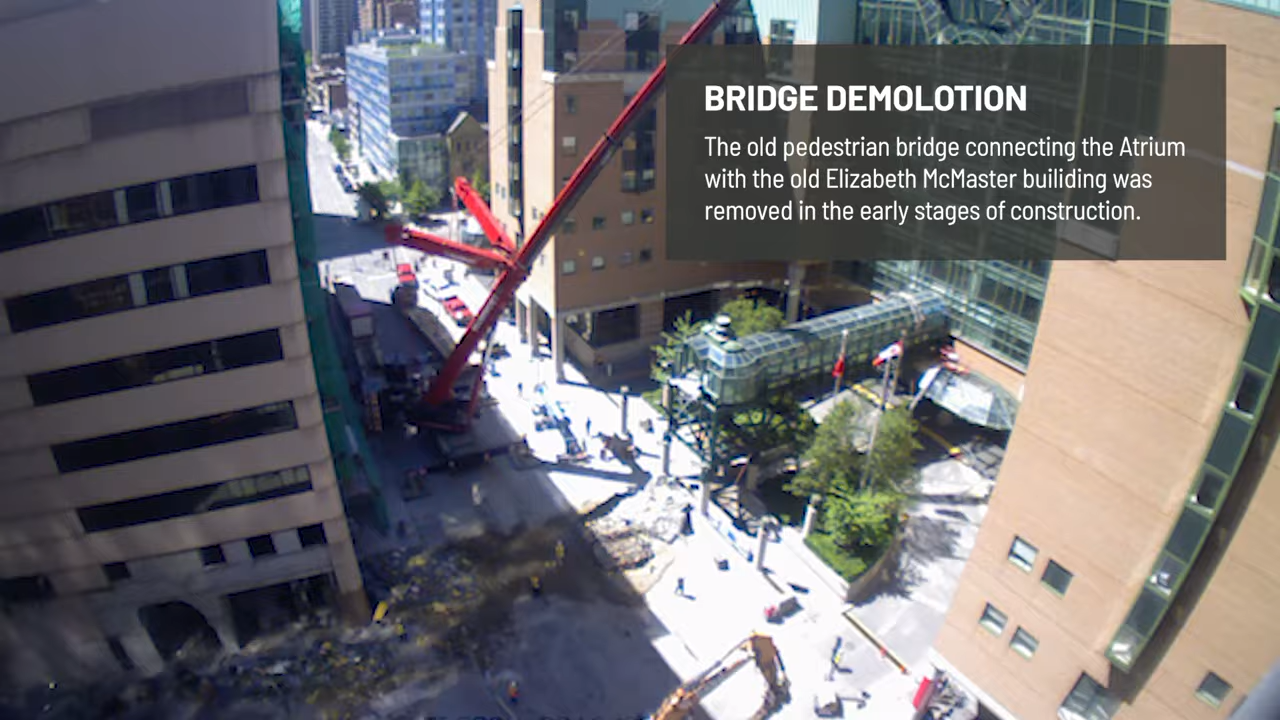 BRIDGE DEMOLOTION
The old pedestrian bridge connecting the Atrium
with the old Elizabeth McMaster builiding was
removed in the early stages of construction.